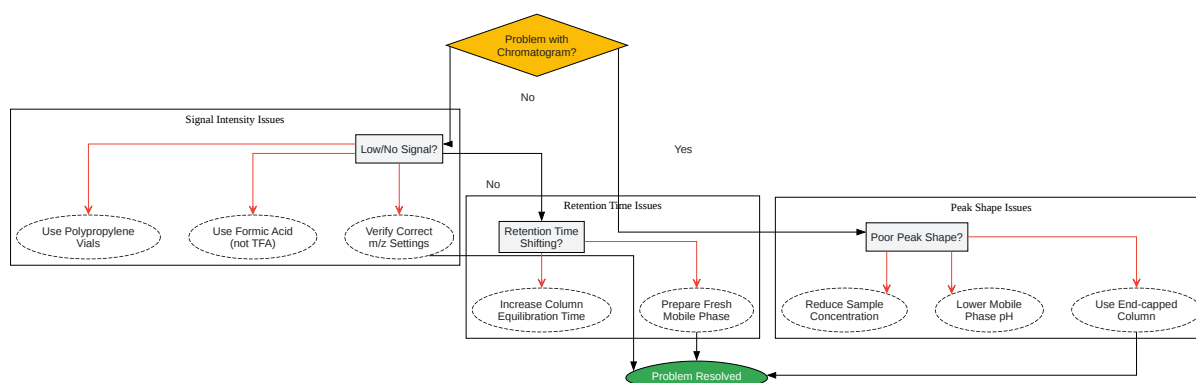 Problem with
Chromatogram?
No
Signal Intensity Issues
Low/No Signal?
Yes
No
Use Polypropylene
Vials
Use Formic Acid
(not TFA)
Verify Correct
m/z Settings
Retention Time Issues
Retention Time
Shifting?
Increase Column
Equilibration Time
Prepare Fresh
Mobile Phase
Peak Shape Issues
Poor Peak Shape?
Reduce Sample
Concentration
Lower Mobile
Phase pH
Use End-capped
Column
Problem Resolved